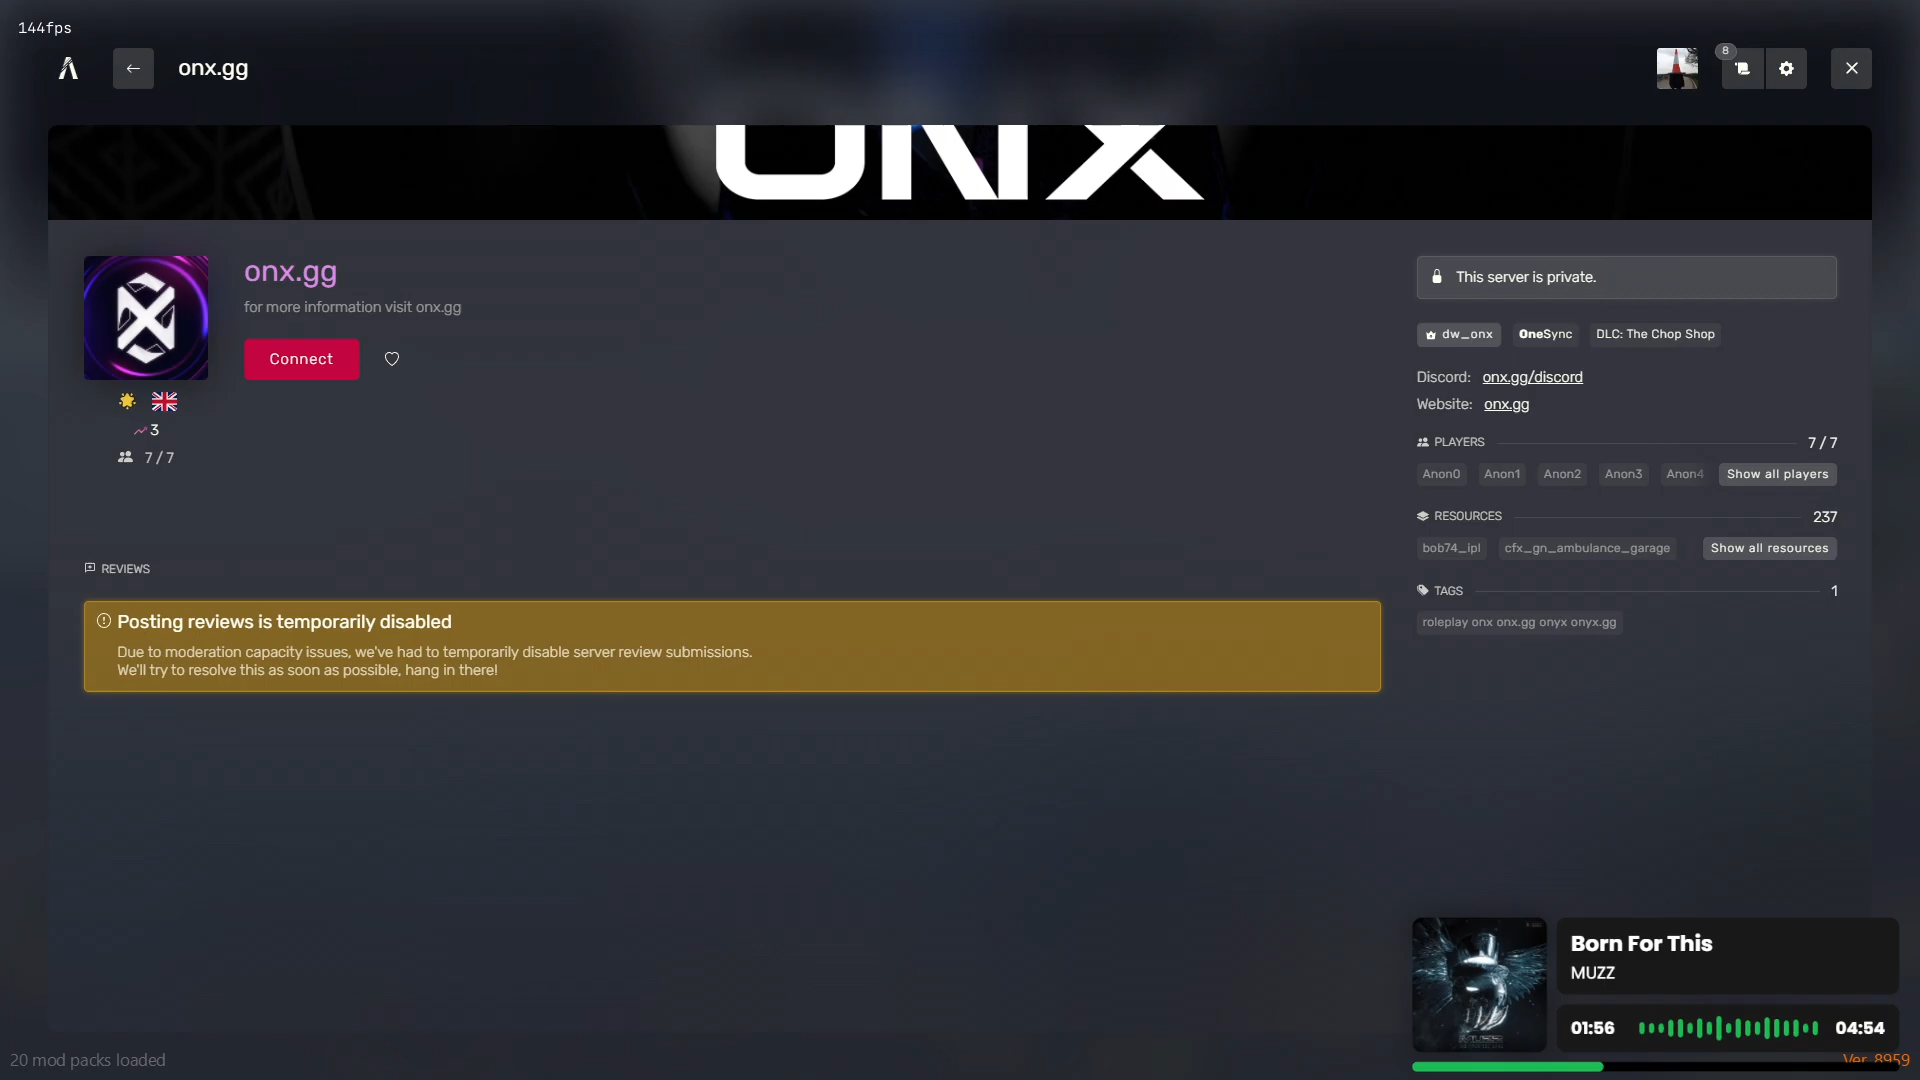 144fps
onx.gg
8
ONX
onx.gg
for more information visit onx.gg
Connect
3
7 / 7
This server is private.
dw_onx
OneSync
DLC: The Chop Shop
Discord: onx.gg/discord
Website: onx.gg
PLAYERS
7 / 7
Anon0
Anon1
Anon2
Anon3
Anon4
Show all players
RESOURCES
237
bob74_ipl
cfx_gn_ambulance_garage
Show all resources
TAGS
1
roleplay onx onx.gg onyx onyx.gg
REVIEWS
Posting reviews is temporarily disabled
Due to moderation capacity issues, we've had to temporarily disable server review submissions.
We'll try to resolve this as soon as possible, hang in there!
Born For This
MUZZ
01:56
04:54
20 mod packs loaded
Ver. 8959